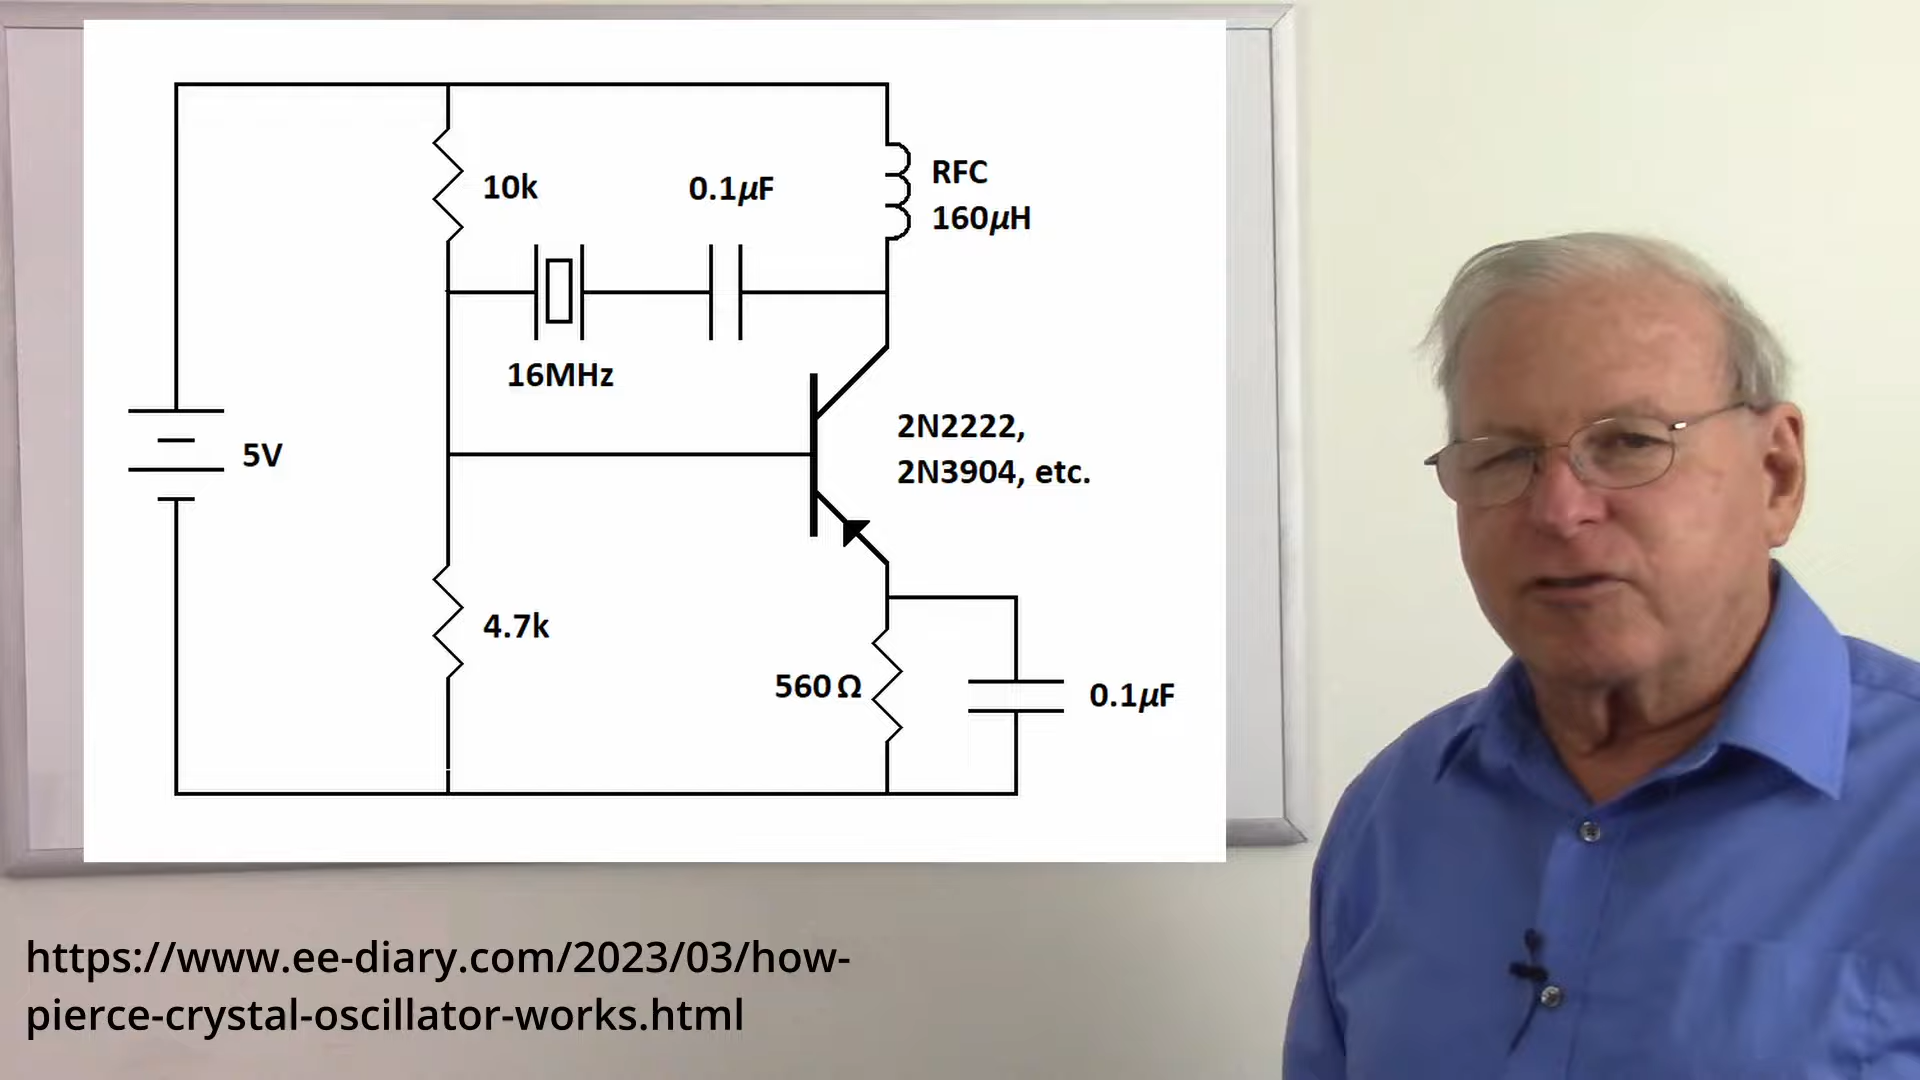 10k
0.1μF
RFC
160μH
16MHz
5V
2N2222,
2N3904, etc.
4.7k
560 Ω
0.1μF
https://www.ee-diary.com/2023/03/how-
pierce-crystal-oscillator-works.html